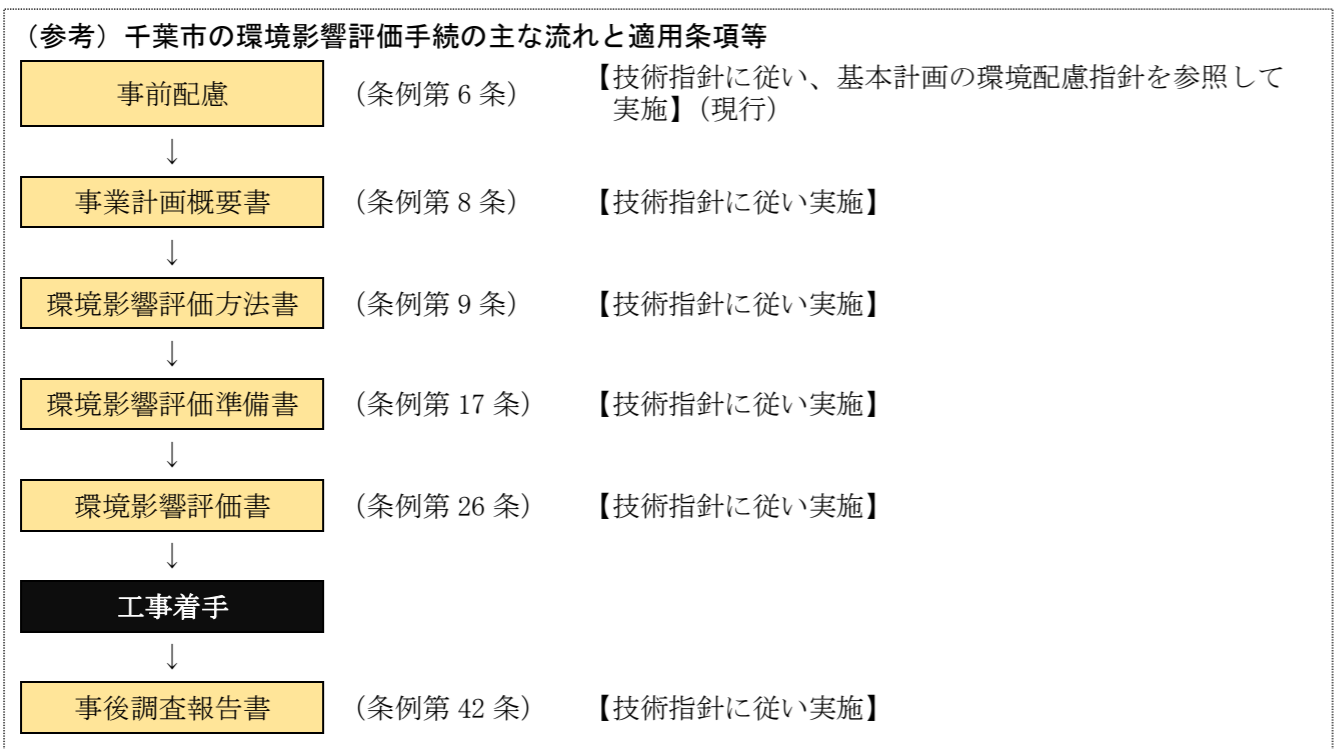 （参考）千葉市の環境影響評価手続の主な流れと適用条項等
事前配慮 （条例第 6 条） 【技術指針に従い、基本計画の環境配慮指針を参照して
実施】（現行）
↓
事業計画概要書 （条例第 8 条） 【技術指針に従い実施】
↓
環境影響評価方法書 （条例第 9 条） 【技術指針に従い実施】
↓
環境影響評価準備書 （条例第 17 条） 【技術指針に従い実施】
↓
環境影響評価書 （条例第 26 条） 【技術指針に従い実施】
↓
工事着手
↓
事後調査報告書 （条例第 42 条） 【技術指針に従い実施】